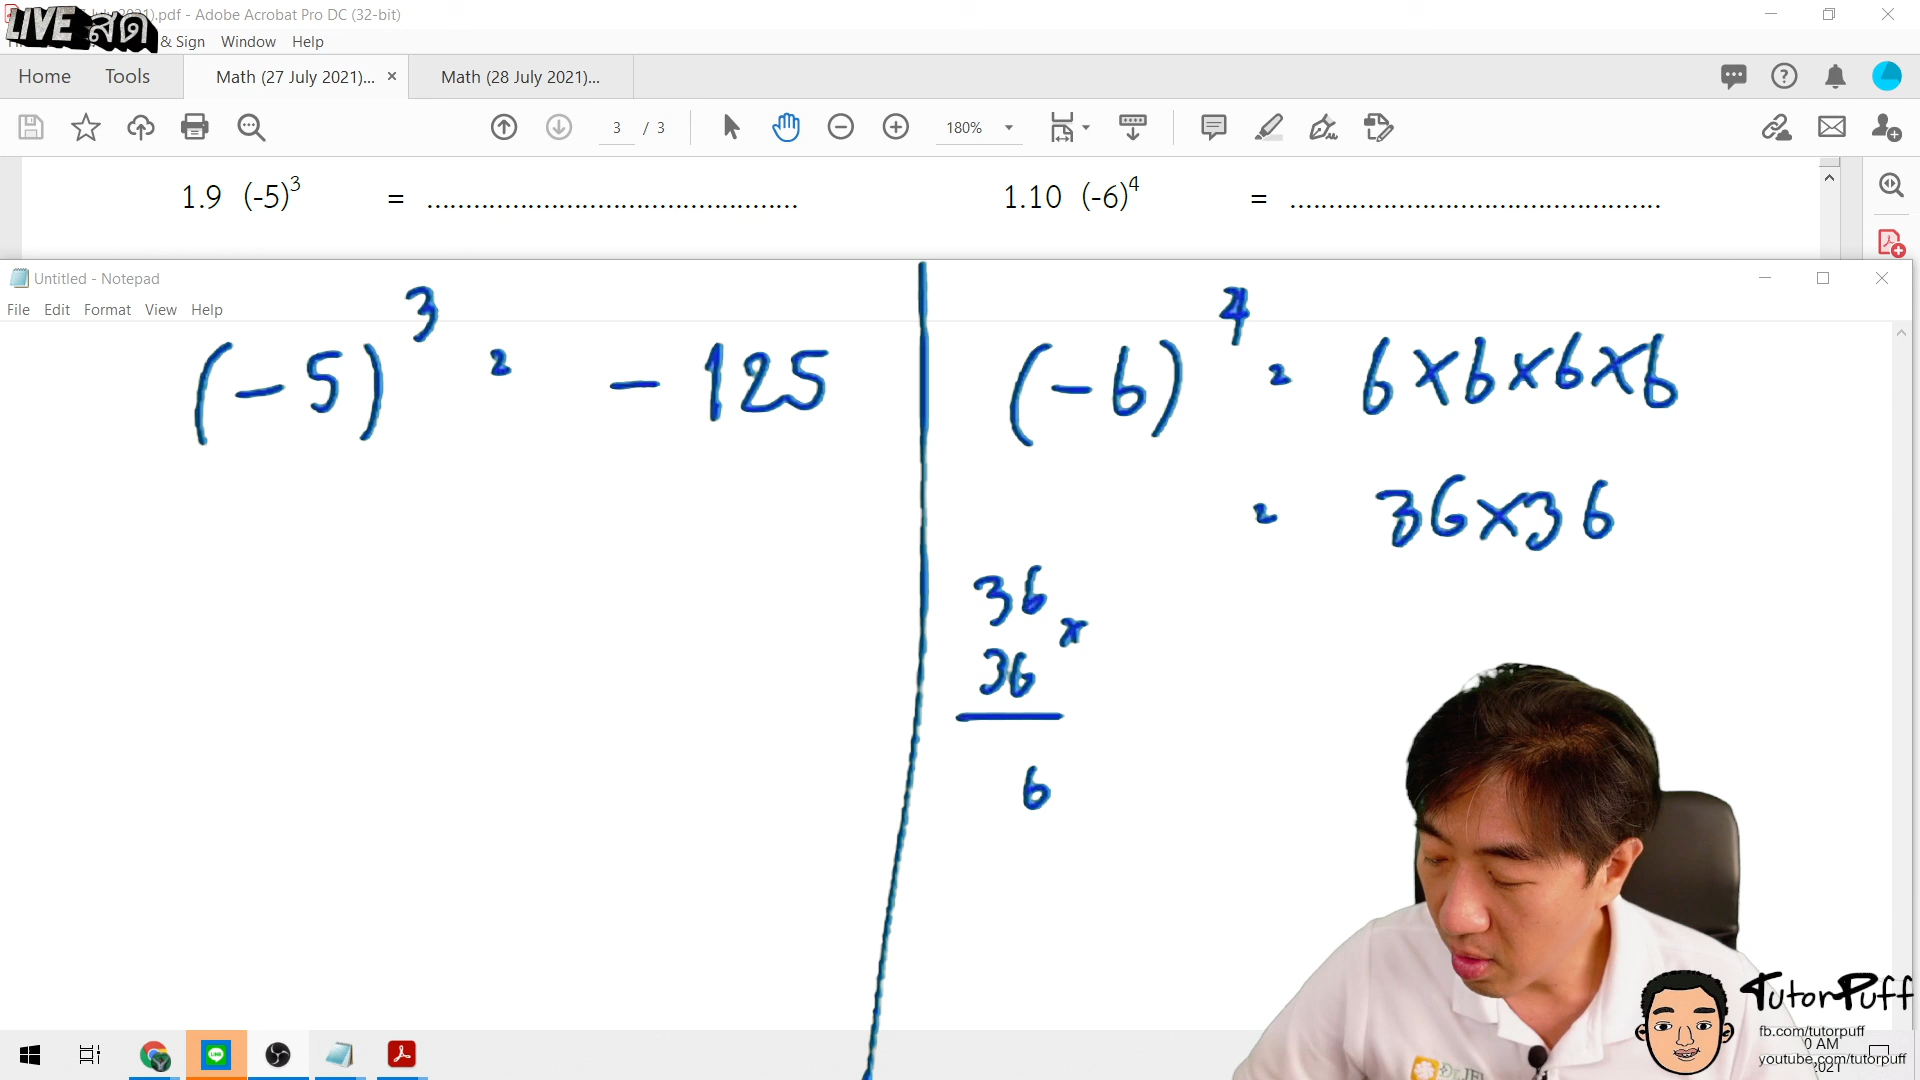 LIVE สด
.pdf - Adobe Acrobat Pro DC (32-bit)
& Sign Window Help
Home Tools Math (27 July 2021)... × Math (28 July 2021)...
3 / 3 180%
1.9 (-5)³ = ................................................
1.10 (-6)⁴ = ................................................
Untitled - Notepad
File Edit Format View Help
(-5)³ = -125
(-6)⁴ = 6×6×6×6
= 36×36
36 ×
36
6
TutorPuff
fb.com/tutorpuff
0 AM
youtube.com/tutorpuff
2021